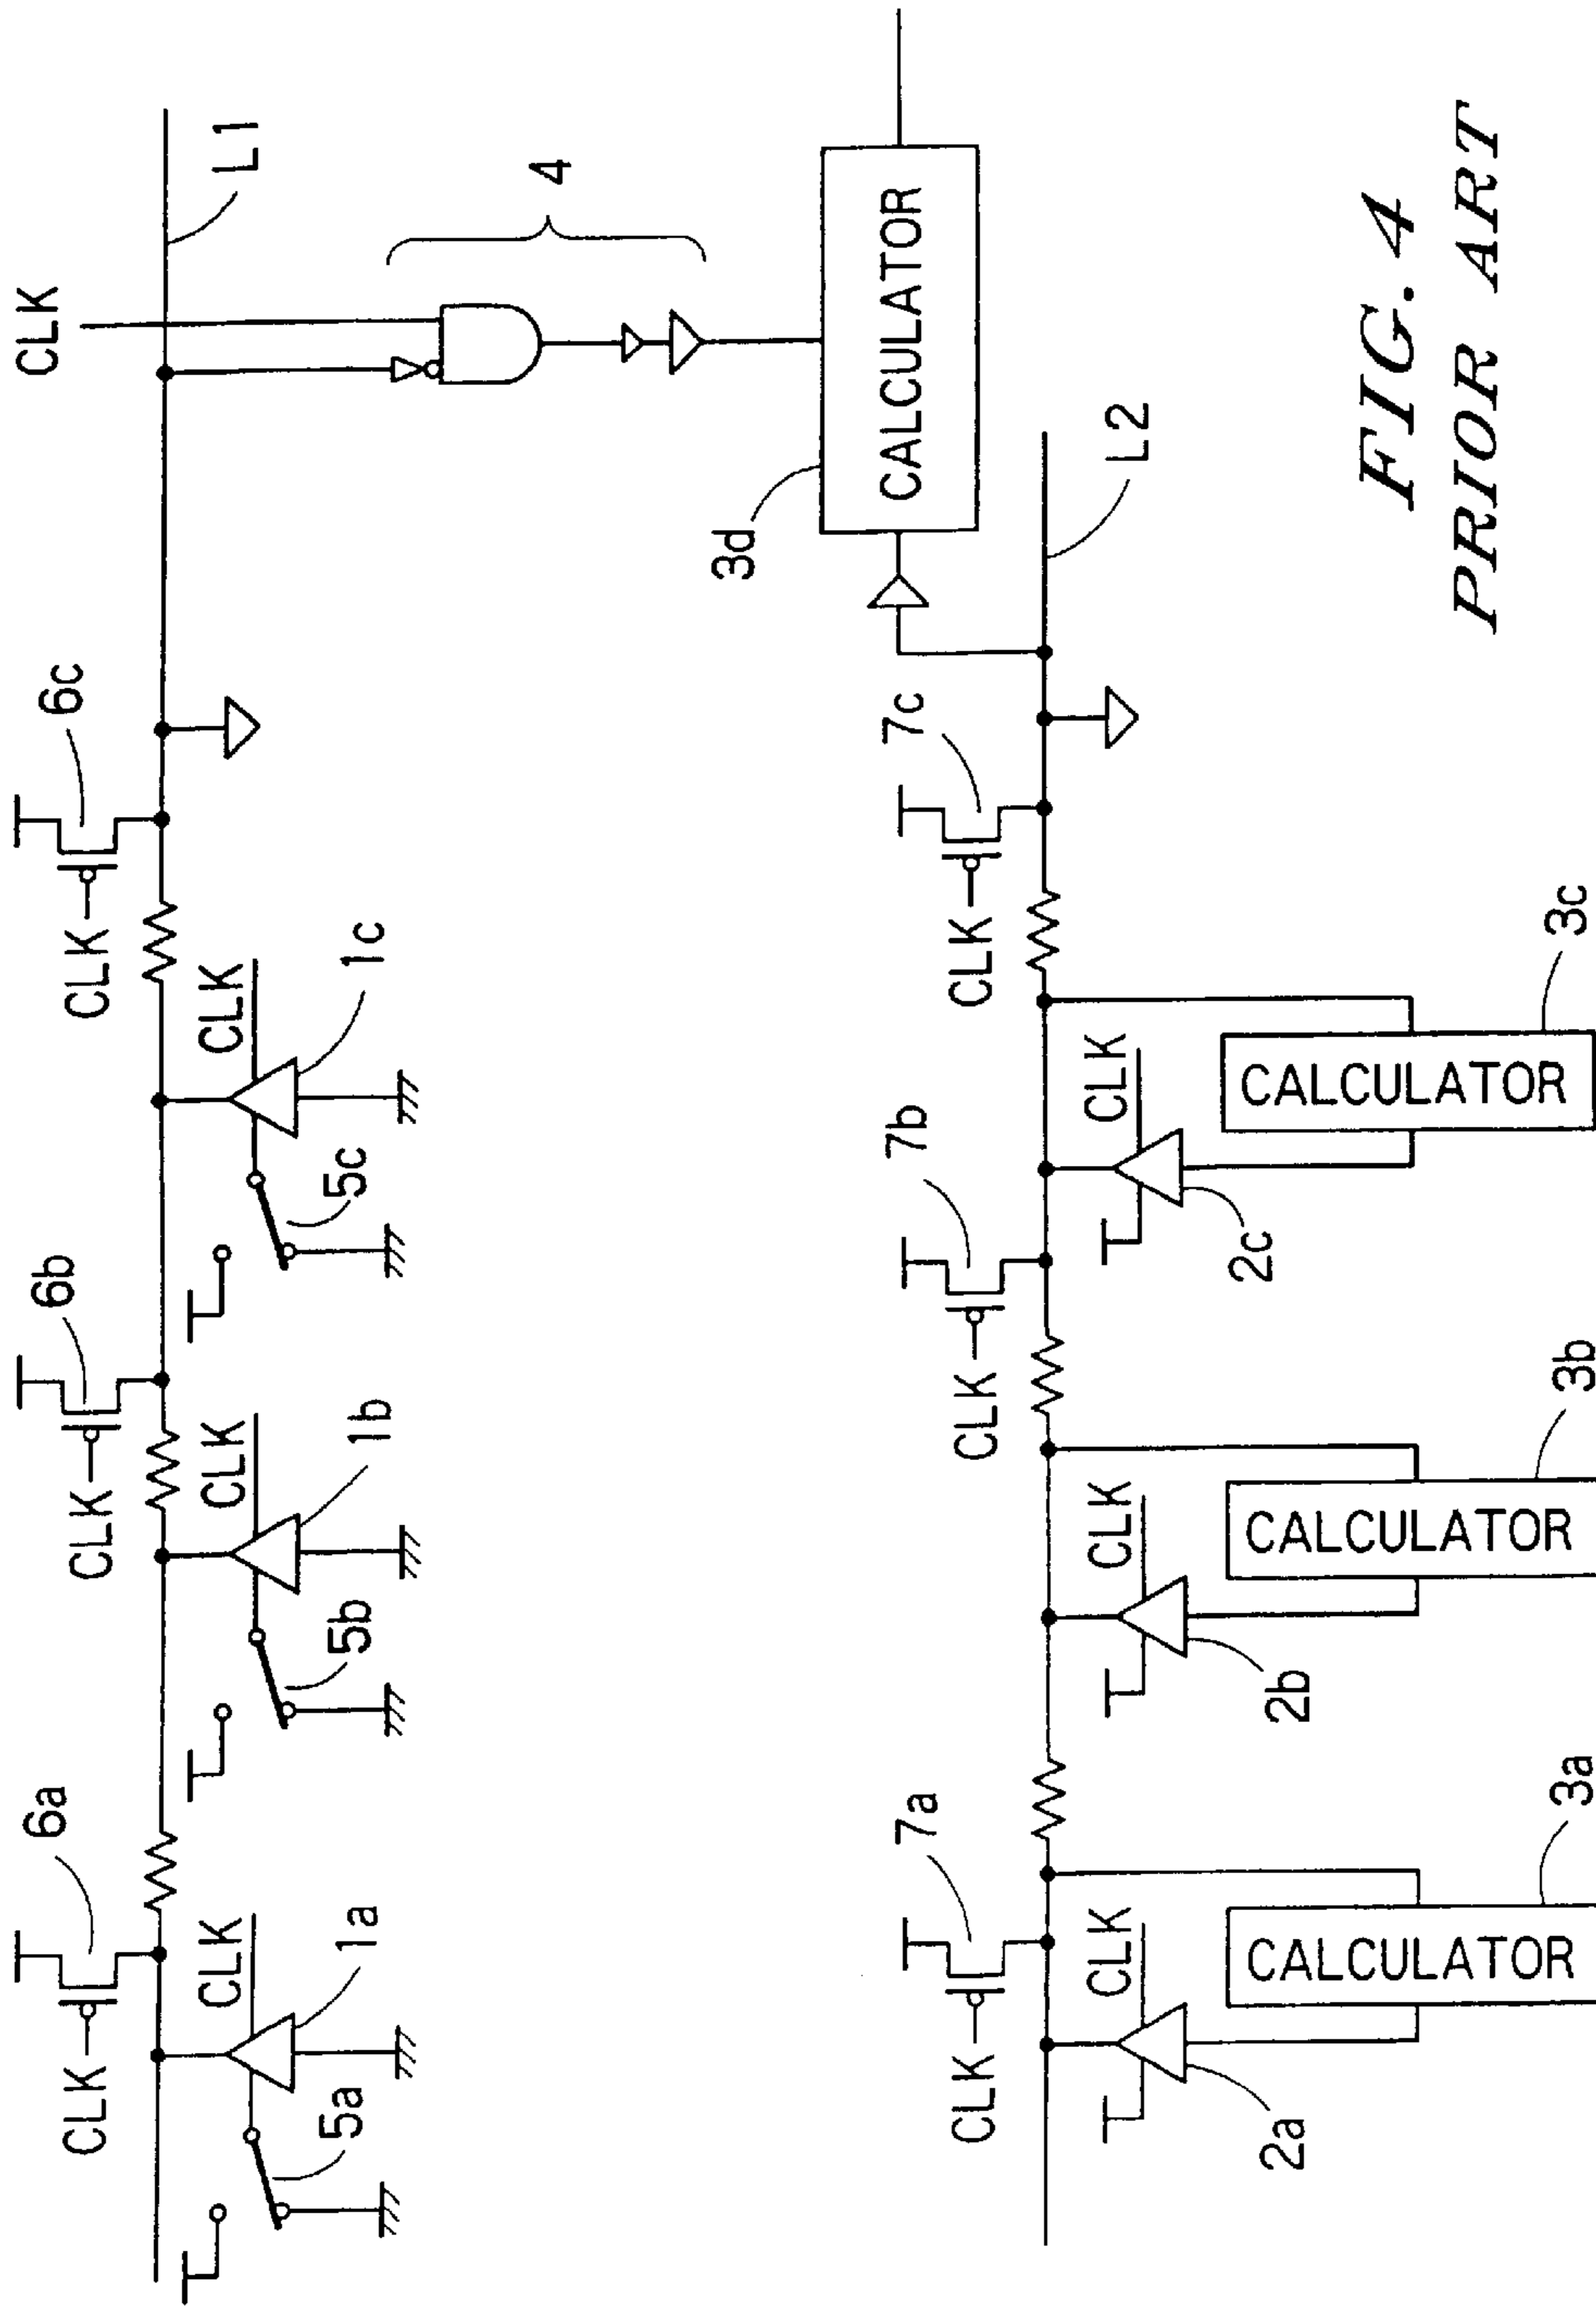 6a
CLK
CLK
1a
5a
6b
CLK
CLK
1b
5b
6c
CLK
CLK
1c
5c
CLK
L1
4
3d
CALCULATOR
7a
CLK
CLK
2a
CALCULATOR
3a
7b
CLK
CLK
2b
CALCULATOR
3b
7c
CLK
CLK
2c
CALCULATOR
3c
L2
FIG. 4
PRIOR ART